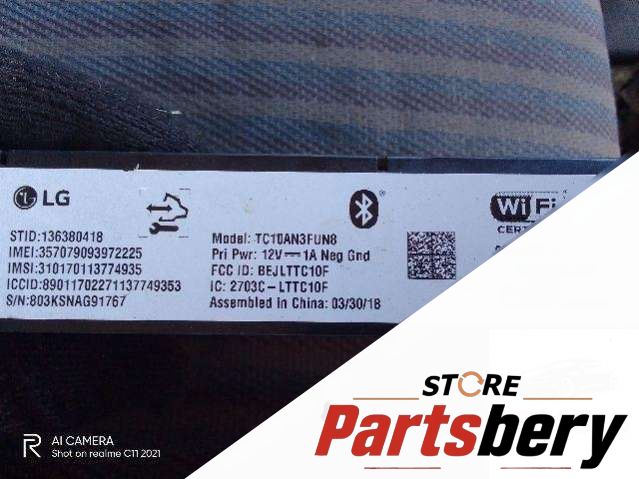 LG
STID:136380418
IMEI:357079093972225
IMSI:310170113774935
ICCID:89011702271137749353
S/N:803KSNAG91767
Model: TC10AN3FUN8
Pri Pwr: 12V⎓1A Neg Gnd
FCC ID: BEJLTTC10F
IC: 2703C-LTTC10F
Assembled in China: 03/30/18
WiFi
CERT
STORE
Partsbery
R
AI CAMERA
Shot on realme C11 2021